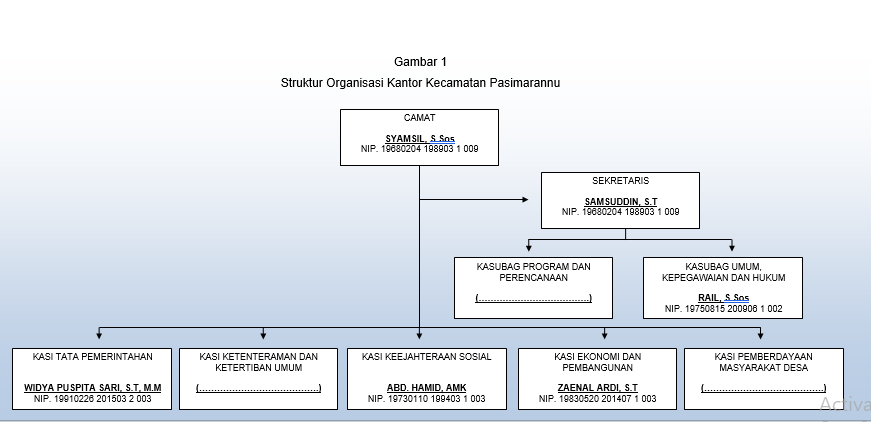 Gambar 1
Struktur Organisasi Kantor Kecamatan Pasimarannu
CAMAT
SYAMSIL, S.Sos
NIP. 19680204 198903 1 009
SEKRETARIS
SAMSUDDIN, S.T
NIP. 19680204 198903 1 009
KASUBAG PROGRAM DAN
PERENCANAAN
(......................................)
KASUBAG UMUM,
KEPEGAWAIAN DAN HUKUM
RAIL, S.Sos
NIP. 19750815 200906 1 002
KASI TATA PEMERINTAHAN
WIDYA PUSPITA SARI, S.T, M.M
NIP. 19910226 201503 2 003
KASI KETENTERAMAN DAN
KETERTIBAN UMUM
(.........................................)
KASI KEEJAHTERAAN SOSIAL
ABD. HAMID, AMK
NIP. 19730110 199403 1 003
KASI EKONOMI DAN
PEMBANGUNAN
ZAENAL ARDI, S.T
NIP. 19830520 201407 1 003
KASI PEMBERDAYAAN
MASYARAKAT DESA
(.........................................)
Activa